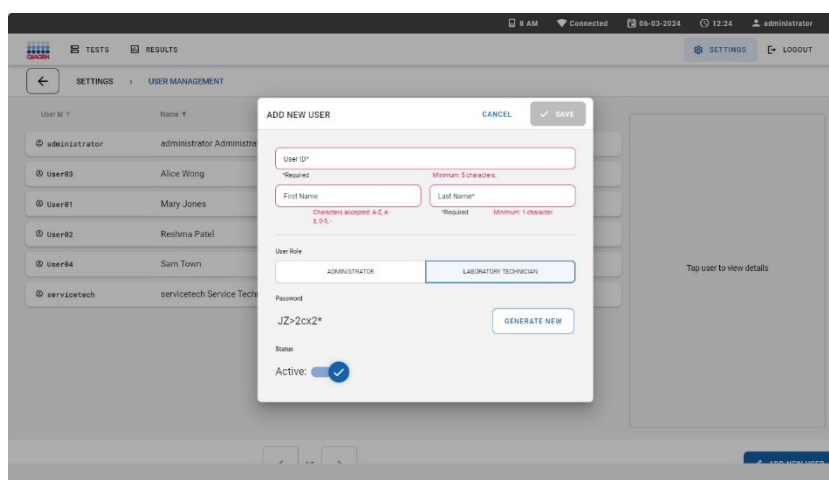 8 AM Connected 06-03-2024 12:24 administrator
QIAGEN TESTS RESULTS SETTINGS LOGOUT
SETTINGS > USER MANAGEMENT
User Id Name
administrator administrator Administra
User03 Alice Wong
User01 Mary Jones
User02 Reshma Patel
User04 Sam Town
servicetech servicetech Service Tech
ADD NEW USER CANCEL SAVE
User ID*
*Required Minimum: 5 characters.
First Name Last Name*
Characters accepted: A-Z, a-
z, 0-9, -
*Required Minimum: 1 character
User Role
ADMINISTRATOR LABORATORY TECHNICIAN
Password
JZ>2cx2* GENERATE NEW
Status
Active:
Tap user to view details
ADD NEW USER